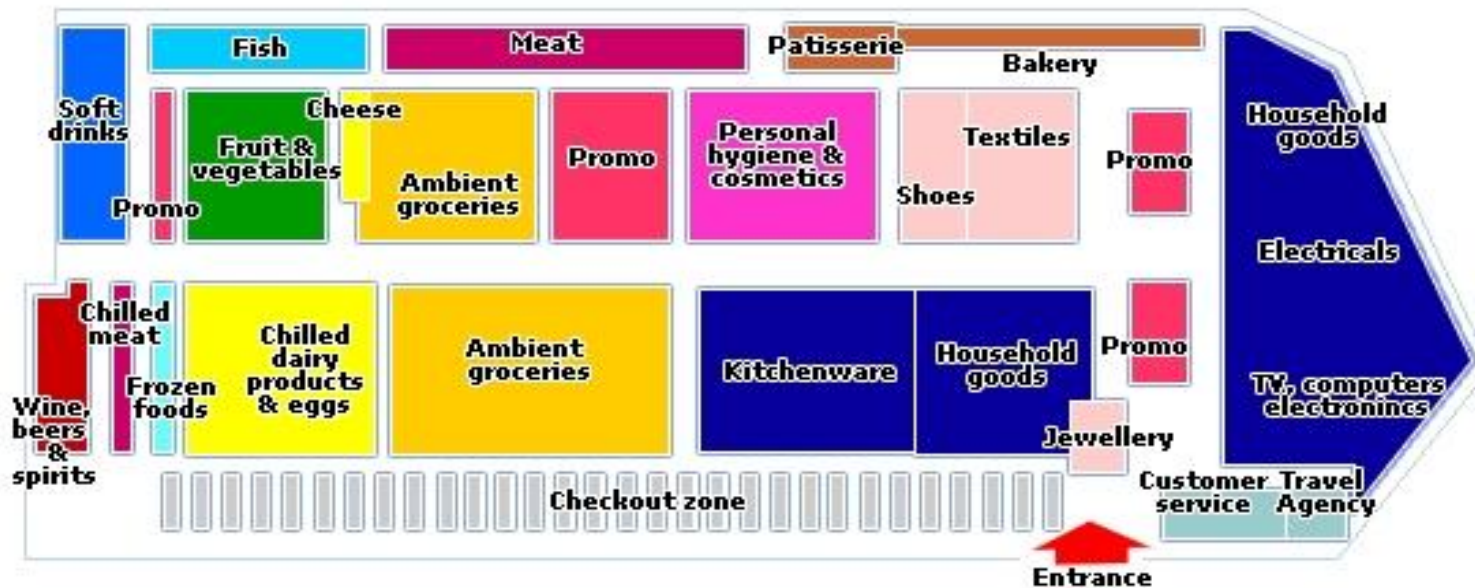 Fish
Meat
Patisserie
Bakery
Soft
drinks
Promo
Fruit &
vegetables
Cheese
Ambient
groceries
Promo
Personal
hygiene &
cosmetics
Shoes
Textiles
Promo
Household
goods
Electricals
TV, computers
electronincs
Wine,
beers
&
spirits
Chilled
meat
Frozen
foods
Chilled
dairy
products
& eggs
Ambient
groceries
Kitchenware
Household
goods
Promo
Jewellery
Checkout zone
Customer
service
Travel
Agency
Entrance